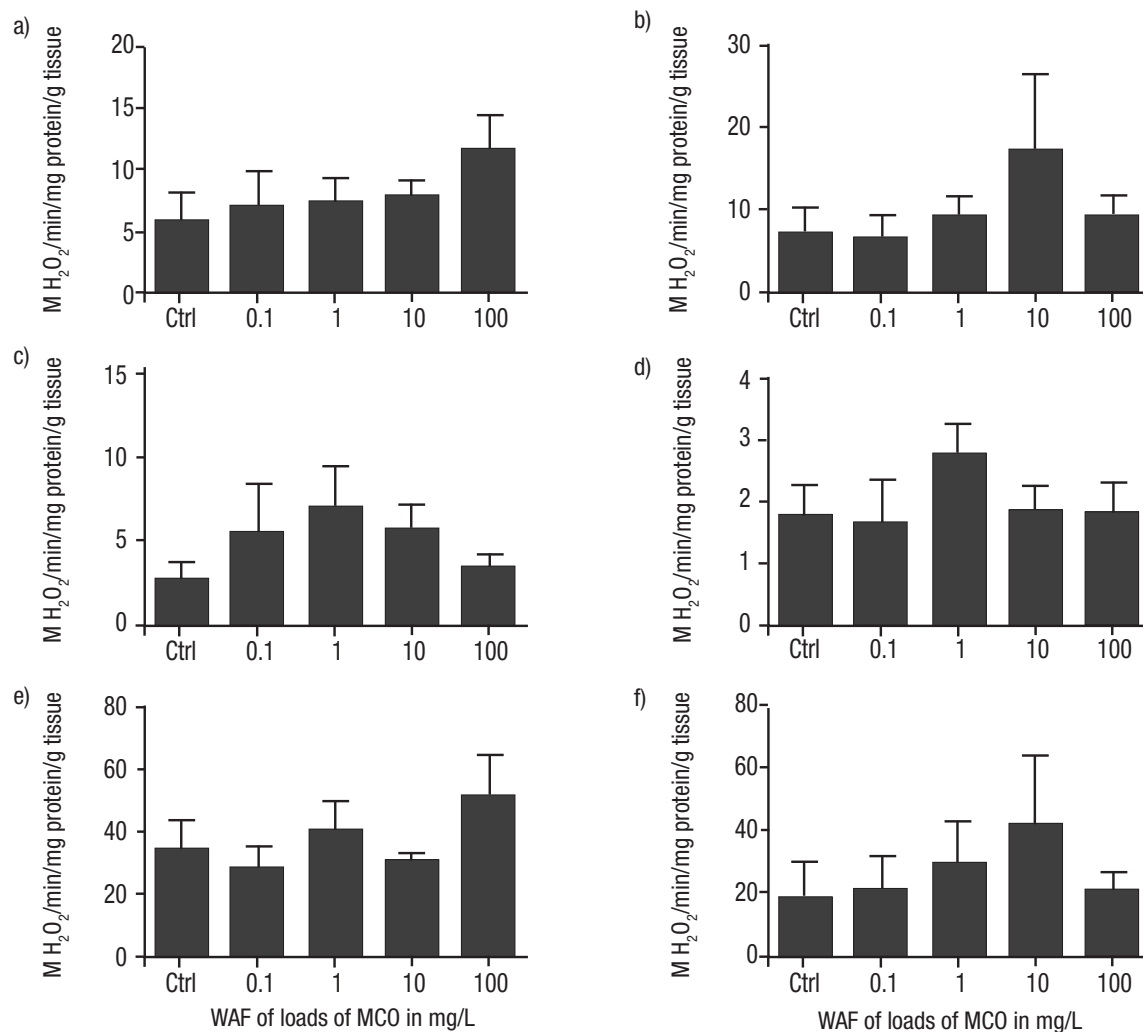 a)
M H₂O₂/min/mg protein/g tissue
20
15
10
5
0
Ctrl 0.1 1 10 100
b)
M H₂O₂/min/mg protein/g tissue
30
20
10
0
Ctrl 0.1 1 10 100
c)
M H₂O₂/min/mg protein/g tissue
15
10
5
0
Ctrl 0.1 1 10 100
d)
M H₂O₂/min/mg protein/g tissue
4
3
2
1
0
Ctrl 0.1 1 10 100
e)
M H₂O₂/min/mg protein/g tissue
80
60
40
20
0
Ctrl 0.1 1 10 100
WAF of loads of MCO in mg/L
f)
M H₂O₂/min/mg protein/g tissue
80
60
40
20
0
Ctrl 0.1 1 10 100
WAF of loads of MCO in mg/L